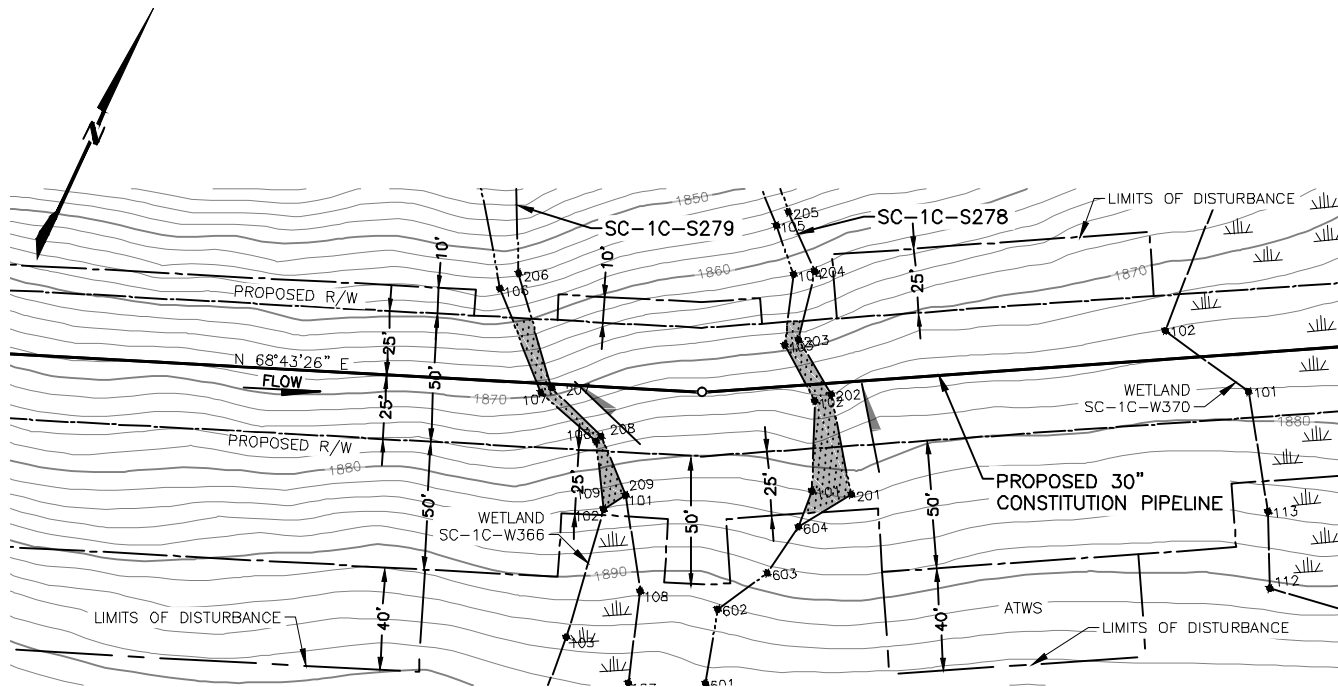 N
1850
205
LIMITS OF DISTURBANCE
SC-1C-S279
105
SC-1C-S278
10'
10'
206
1860
104
204
1870
106
25'
PROPOSED R/W
25'
203
102
N 68°43'26" E
50'
FLOW
WETLAND
SC-1C-W370
101
1870
107
202
102
25'
1880
PROPOSED R/W
108
208
1880
25'
25'
PROPOSED 30"
CONSTITUTION PIPELINE
50'
109
209
101
101
201
50'
50'
102
WETLAND
SC-1C-W366
604
113
1890
603
108
602
112
40'
40'
ATWS
LIMITS OF DISTURBANCE
LIMITS OF DISTURBANCE
103
601